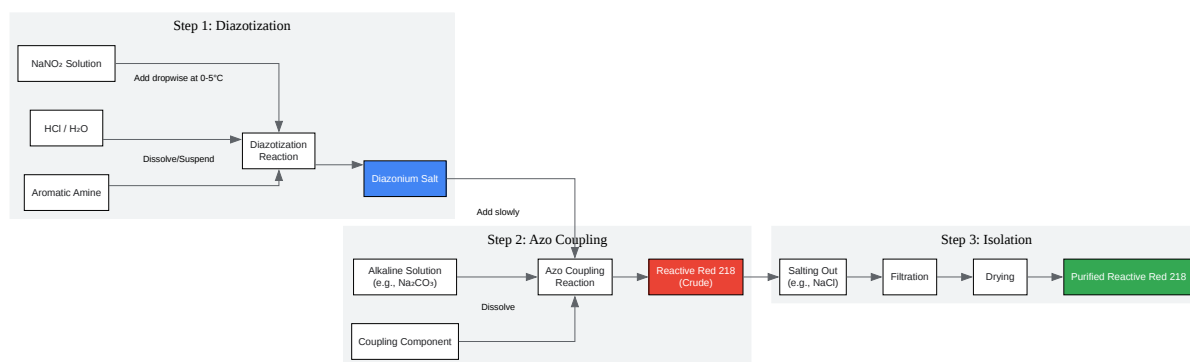 Step 1: Diazotization
NaNO₂ Solution
Add dropwise at 0-5°C
HCl / H₂O
Diazotization
Reaction
Dissolve/Suspend
Aromatic Amine
Diazonium Salt
Add slowly
Step 2: Azo Coupling
Alkaline Solution
(e.g., Na₂CO₃)
Azo Coupling
Reaction
Reactive Red 218
(Crude)
Dissolve
Coupling Component
Step 3: Isolation
Salting Out
(e.g., NaCl)
Filtration
Drying
Purified Reactive Red 218